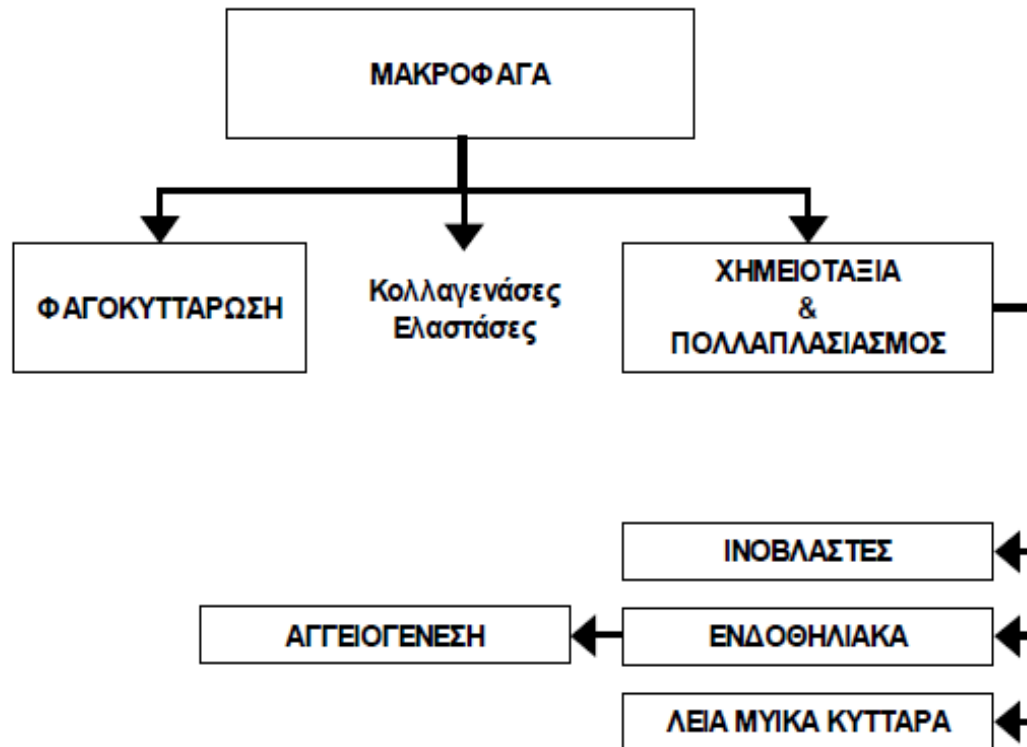 ΜΑΚΡΟΦΑΓΑ
ΦΑΓΟΚΥΤΤΑΡΩΣΗ
Κολλαγενάσες
Ελαστάσες
ΧΗΜΕΙΟΤΑΞΙΑ
&
ΠΟΛΛΑΠΛΑΣΙΑΣΜΟΣ
ΙΝΟΒΛΑΣΤΕΣ
ΑΓΓΕΙΟΓΕΝΕΣΗ
ΕΝΔΟΘΗΛΙΑΚΑ
ΛΕΙΑ ΜΥΙΚΑ ΚΥΤΤΑΡΑ